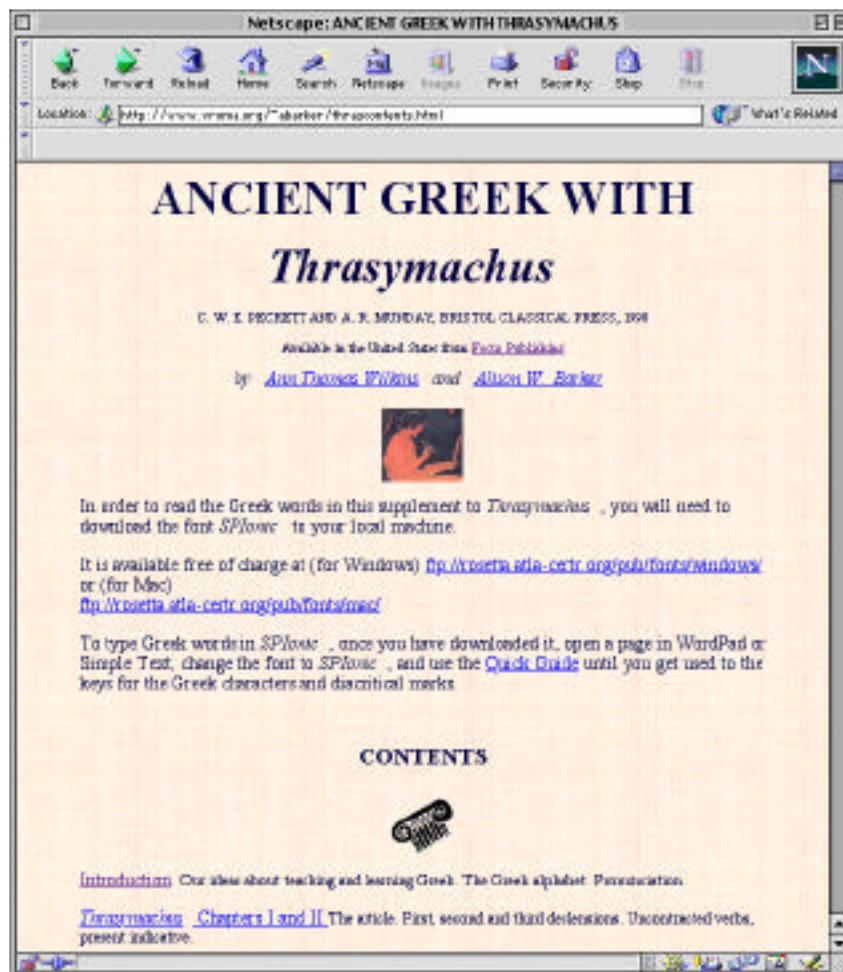 Netscape: ANCIENT GREEK WITH THRASYMACHUS
Back Forward Reload Home Search Netscape Images Print Security Shop Stop
Location: http://www.vroma.org/~abarker/thrascontents.html What's Related
ANCIENT GREEK WITH
Thrasymachus
C. W. E. PECKETT AND A. R. MUNDAY, BRISTOL CLASSICAL PRESS, 1990
Available in the United States from Focus Publishing
by Ann Thomas Wilkins and Alison W. Barker
In order to read the Greek words in this supplement to Thrasymachus , you will need to
download the font SPIonic to your local machine.
It is available free of charge at (for Windows) ftp://rosetta.atla-certr.org/pub/fonts/windows/
or (for Mac)
ftp://rosetta.atla-certr.org/pub/fonts/mac/
To type Greek words in SPIonic , once you have downloaded it, open a page in WordPad or
Simple Text, change the font to SPIonic , and use the Quick Guide until you get used to the
keys for the Greek characters and diacritical marks
CONTENTS
Introduction Our ideas about teaching and learning Greek. The Greek alphabet. Pronunciation
Thrasymachus Chapters I and II The article. First, second and third declensions. Uncontracted verbs,
present indicative.